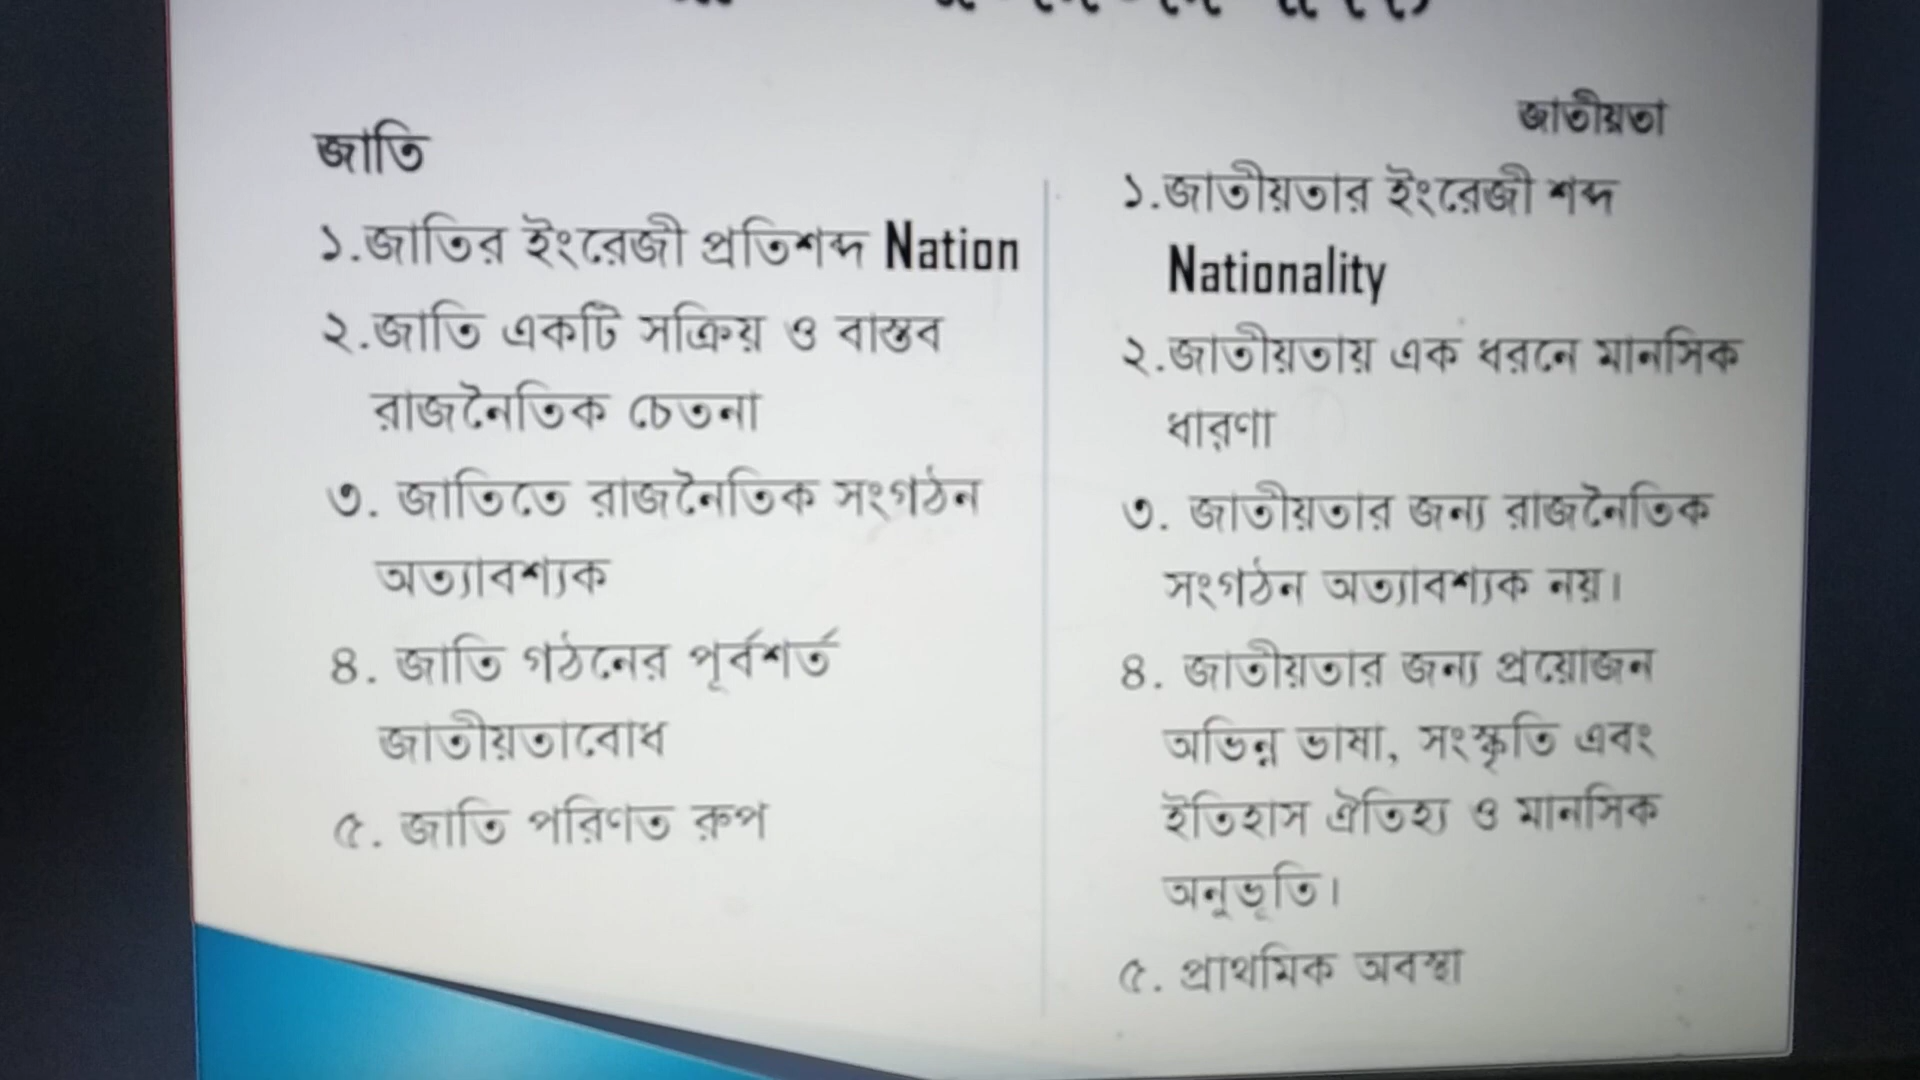 জাতি
১.জাতির ইংরেজী প্রতিশব্দ Nation
২.জাতি একটি সক্রিয় ও বাস্তব
রাজনৈতিক চেতনা
৩. জাতিতে রাজনৈতিক সংগঠন
অত্যাবশ্যক
৪. জাতি গঠনের পূর্বশর্ত
জাতীয়তাবোধ
৫. জাতি পরিণত রুপ
জাতীয়তা
১.জাতীয়তার ইংরেজী শব্দ
Nationality
২.জাতীয়তায় এক ধরনে মানসিক
ধারণা
৩. জাতীয়তার জন্য রাজনৈতিক
সংগঠন অত্যাবশ্যক নয়।
৪. জাতীয়তার জন্য প্রয়োজন
অভিন্ন ভাষা, সংস্কৃতি এবং
ইতিহাস ঐতিহ্য ও মানসিক
অনুভূতি।
৫. প্রাথমিক অবস্থা